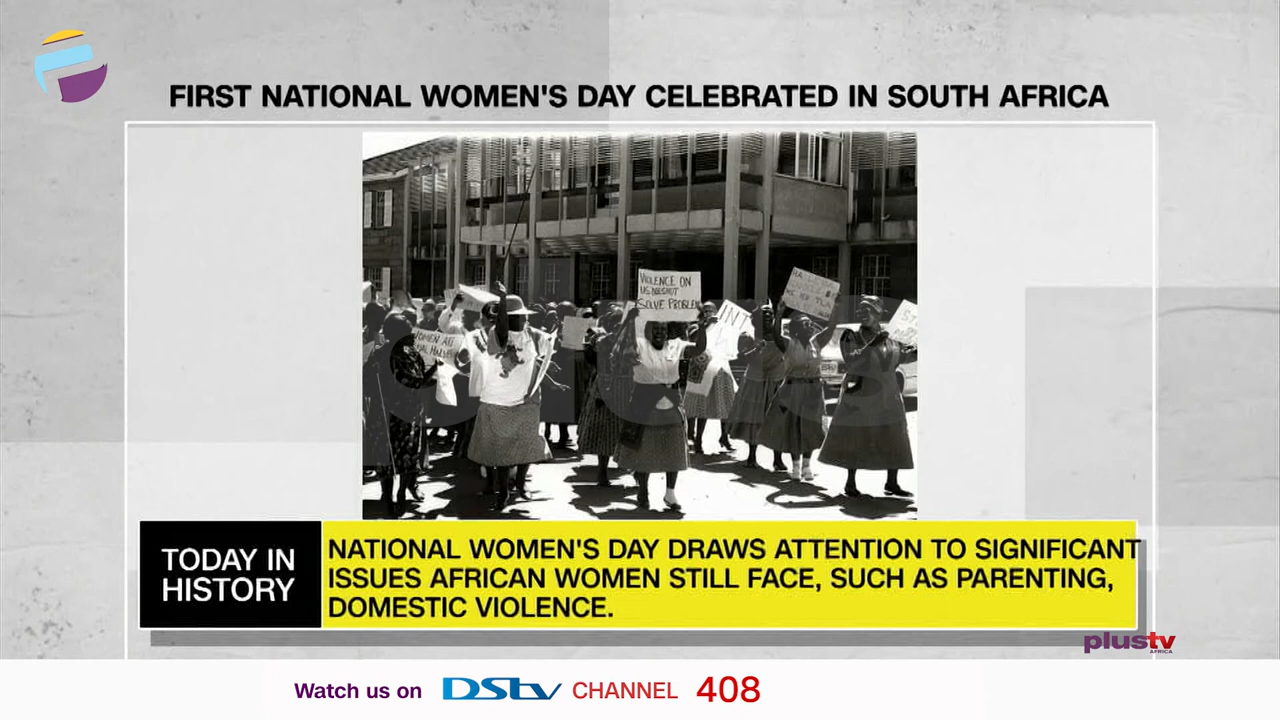 FIRST NATIONAL WOMEN'S DAY CELEBRATED IN SOUTH AFRICA
VIOLENCE ON
SOLVE PROBLEM
TODAY IN
HISTORY
NATIONAL WOMEN'S DAY DRAWS ATTENTION TO SIGNIFICANT
ISSUES AFRICAN WOMEN STILL FACE, SUCH AS PARENTING,
DOMESTIC VIOLENCE.
plustv
AFRICA
Watch us on DStv CHANNEL 408